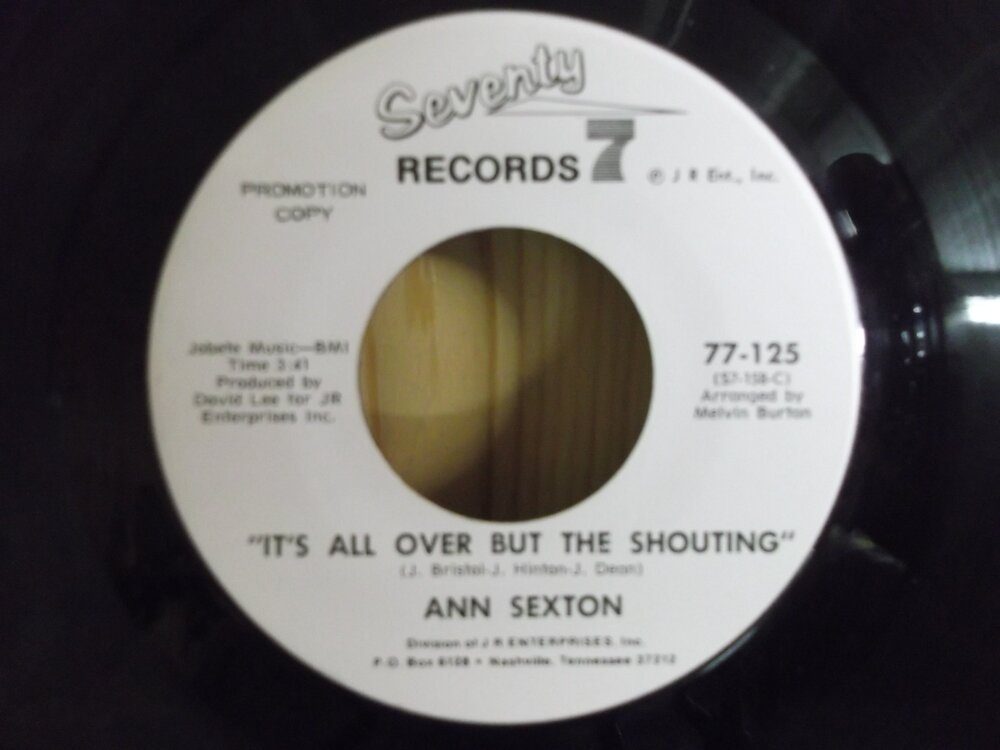 Seventy
7
RECORDS
℗ J R Ent., Inc.
PROMOTION
COPY
Jobete Music—BMI
Time 3:41
Produced by
David Lee for JR
Enterprises Inc.
77-125
(S7-158-C)
Arranged by
Melvin Burton
"IT'S ALL OVER BUT THE SHOUTING"
(J. Bristol-J. Hinton-J. Dean)
ANN SEXTON
Division of J R ENTERPRISES, Inc.
P.O. Box • Nashville, Tennessee 37212